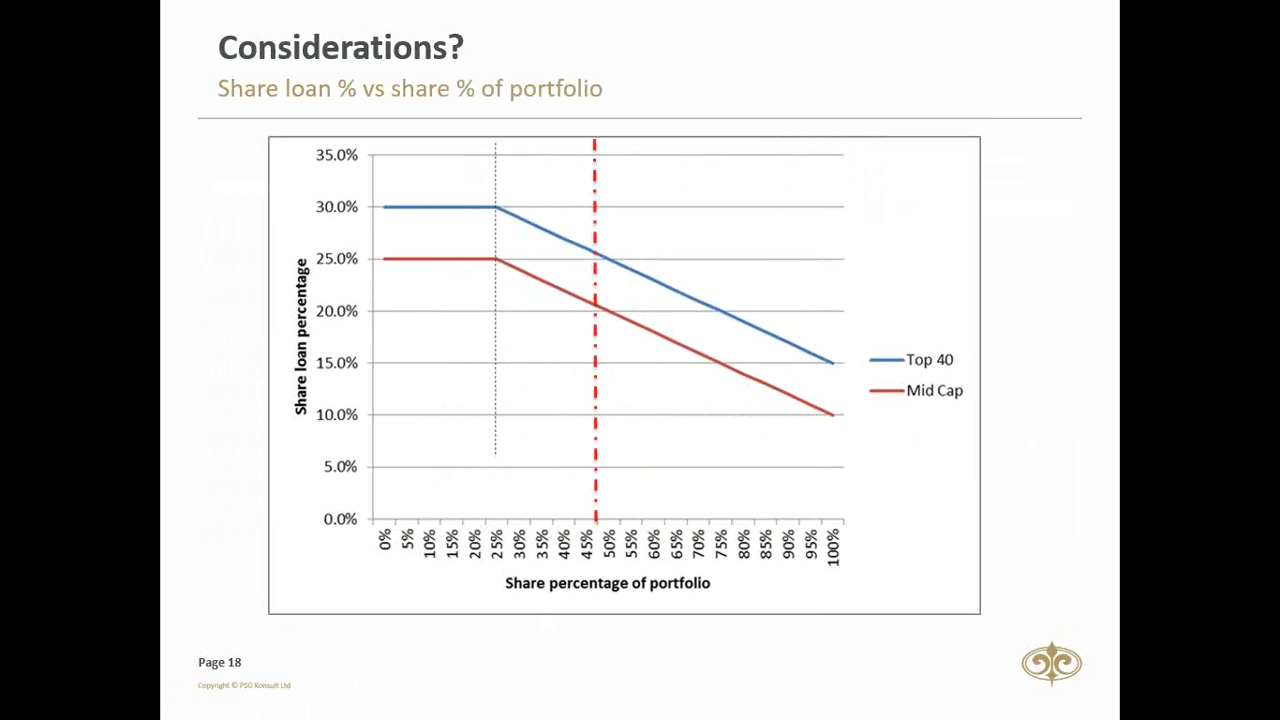 Considerations?
Share loan % vs share % of portfolio
35.0%
30.0%
25.0%
20.0%
15.0%
10.0%
5.0%
0.0%
Share loan percentage
0% 5% 10% 15% 20% 25% 30% 35% 40% 45% 50% 55% 60% 65% 70% 75% 80% 85% 90% 95% 100%
Share percentage of portfolio
Top 40
Mid Cap
Page 18
Copyright © PSG Konsult Ltd